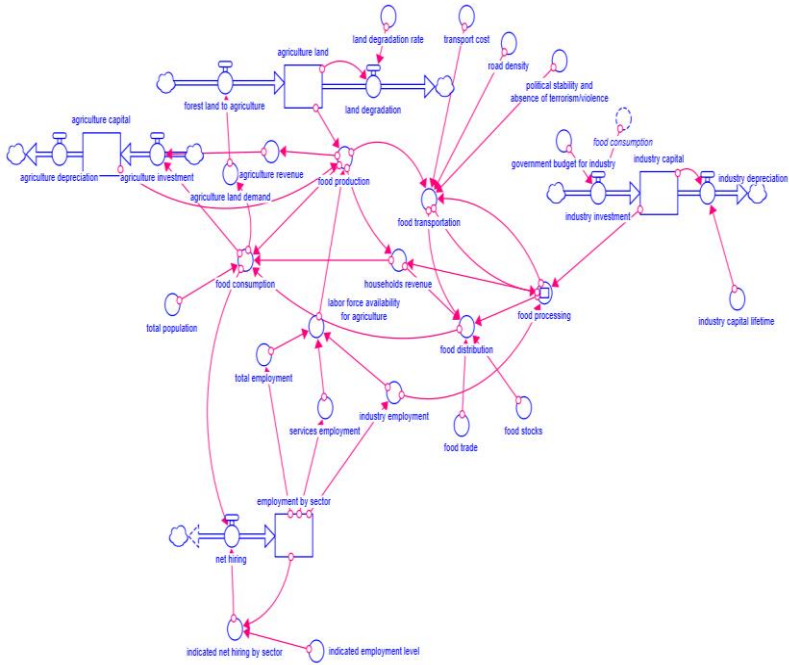 land degradation rate
transport cost
agriculture land
road density
political stability and
absence of terrorism/violence
forest land to agriculture
land degradation
agriculture capital
food consumption
government budget for industry
industry capital
agriculture depreciation
agriculture investment
agriculture revenue
food production
industry depreciation
agriculture land demand
industry investment
food transportation
food consumption
households revenue
labor force availability
for agriculture
food processing
industry capital lifetime
total population
food distribution
total employment
industry employment
services employment
food stocks
food trade
employment by sector
net hiring
indicated net hiring by sector
indicated employment level